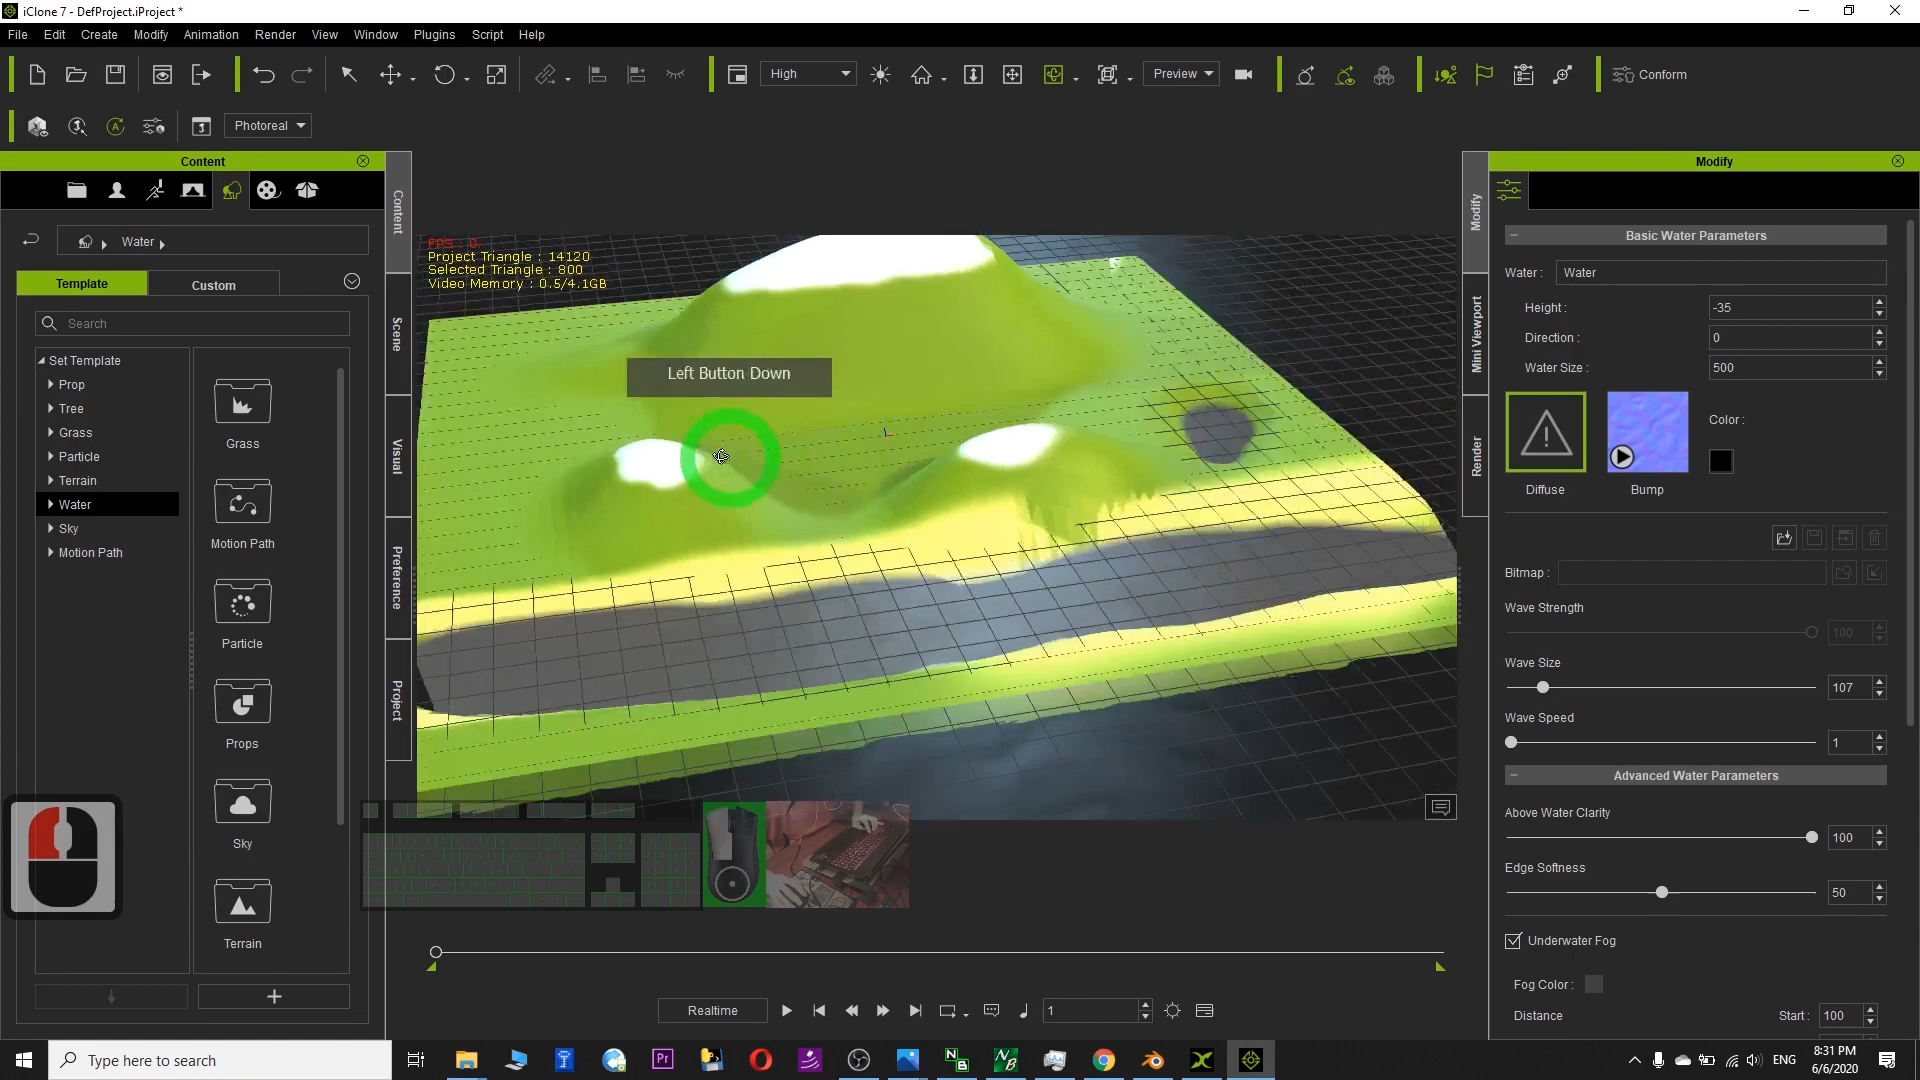 iClone 7 - DefProject.iProject *
File Edit Create Modify Animation Render View Window Plugins Script Help
High Preview Conform
Photoreal
Content
Water
Template Custom
Search
Set Template
Prop
Tree
Grass
Particle
Terrain
Water
Sky
Motion Path
Grass
Motion Path
Particle
Props
Sky
Terrain
Content
Scene
Visual
Preference
Project
FPS : 0.
Project Triangle : 14120
Selected Triangle : 800
Video Memory : 0.5/4.1GB
Left Button Down
Realtime 1
Modify
Mini Viewport
Render
Modify
Basic Water Parameters
Water : Water
Height : -35
Direction : 0
Water Size : 500
Color :
Diffuse Bump
Bitmap :
Wave Strength
100
Wave Size
107
Wave Speed
1
Advanced Water Parameters
Above Water Clarity
100
Edge Softness
50
Underwater Fog
Fog Color :
Distance Start : 100
Type here to search
ENG
8:31 PM
6/6/2020